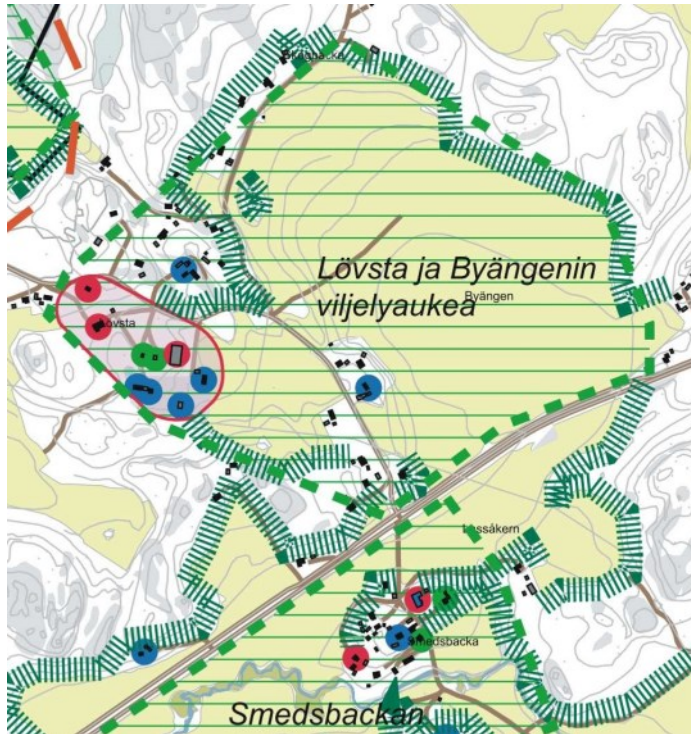 Lövsta ja Byängenin
viljelyaukea
Byängen
Lövsta
Smedsbacka
Smedsbackan